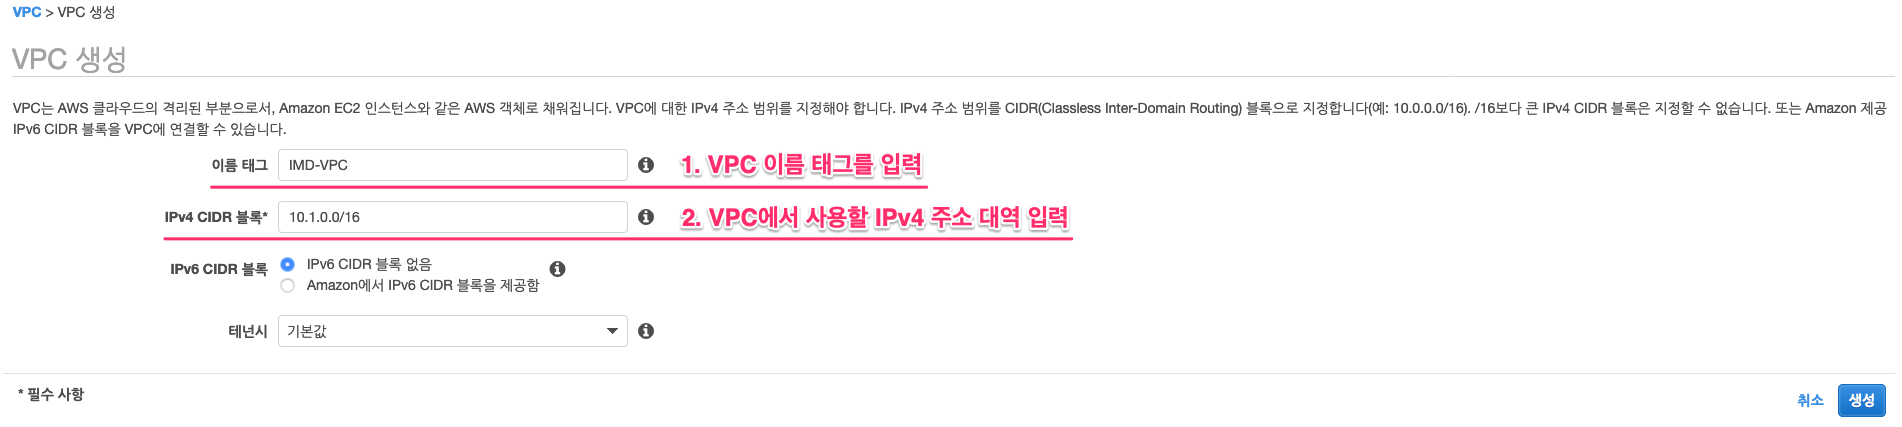 VPC > VPC 생성
VPC 생성
VPC는 AWS 클라우드의 격리된 부분으로서, Amazon EC2 인스턴스와 같은 AWS 객체로 채워집니다. VPC에 대한 IPv4 주소 범위를 지정해야 합니다. IPv4 주소 범위를 CIDR(Classless Inter-Domain Routing) 블록으로 지정합니다(예: 10.0.0.0/16). /16보다 큰 IPv4 CIDR 블록은 지정할 수 없습니다. 또는 Amazon 제공
IPv6 CIDR 블록을 VPC에 연결할 수 있습니다.
이름 태그 IMD-VPC 1. VPC 이름 태그를 입력
IPv4 CIDR 블록* 10.1.0.0/16 2. VPC에서 사용할 IPv4 주소 대역 입력
IPv6 CIDR 블록 IPv6 CIDR 블록 없음
Amazon에서 IPv6 CIDR 블록을 제공함
테넌시 기본값
* 필수 사항
취소 생성